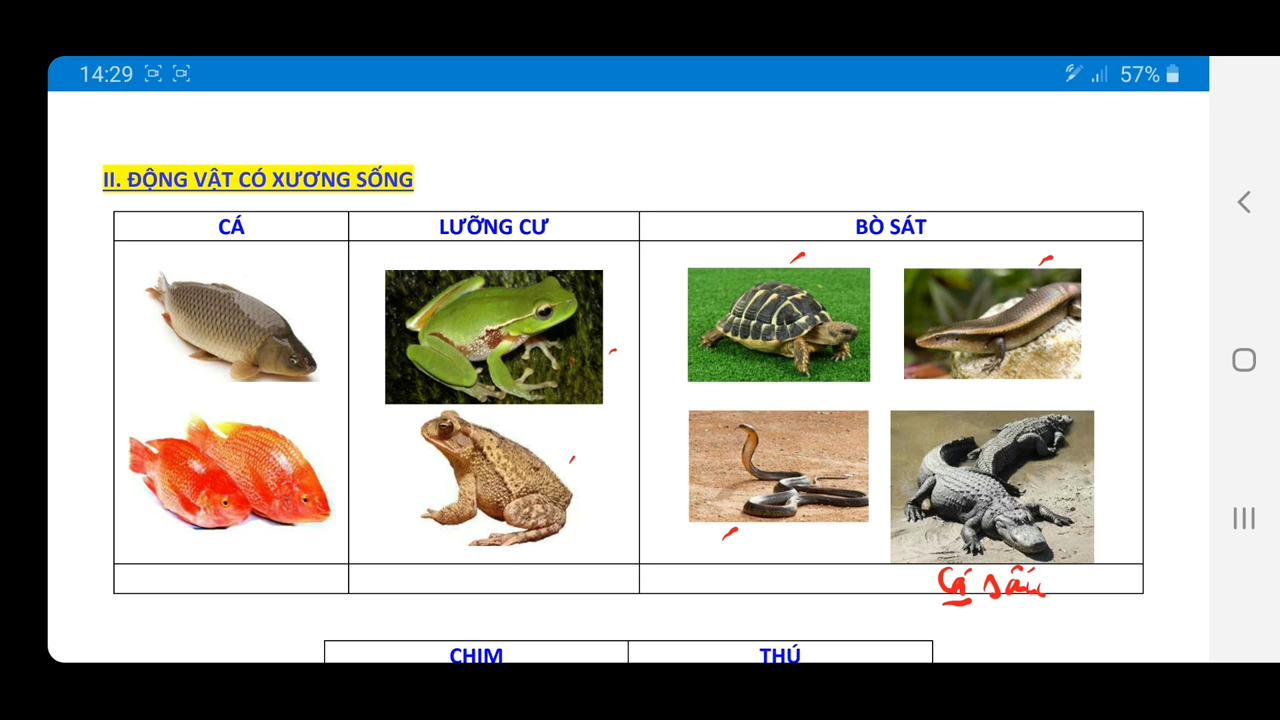 14:29
57%
II. ĐỘNG VẬT CÓ XƯƠNG SỐNG
CÁ LƯỠNG CƯ BÒ SÁT
Cá sấu
CHIM THÚ